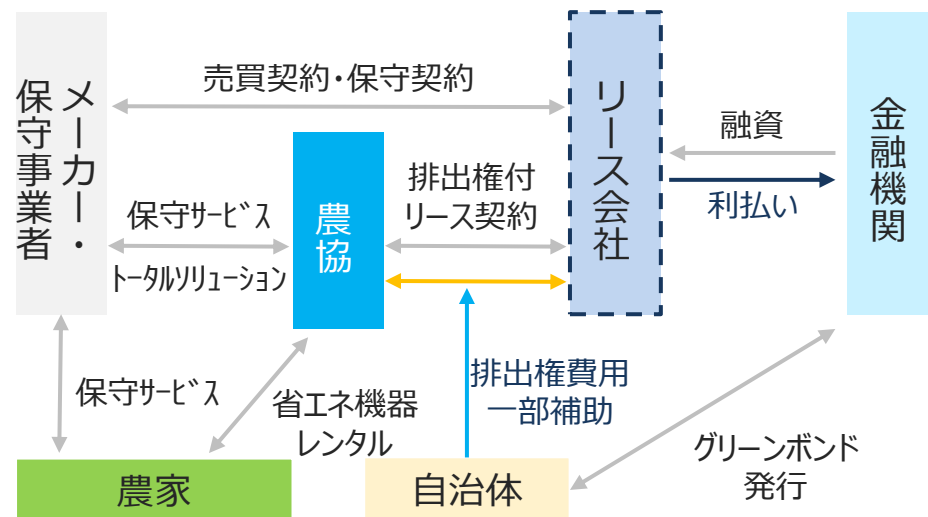 メーカー・
保守事業者
売買契約・保守契約
リース会社
金融機関
融資
利払い
農協
排出権付
リース契約
保守ｻｰﾋﾞｽ
ﾄｰﾀﾙｿﾘｭｰｼｮﾝ
保守ｻｰﾋﾞｽ
省エネ機器
レンタル
排出権費用
一部補助
グリーンボンド
発行
農家
自治体